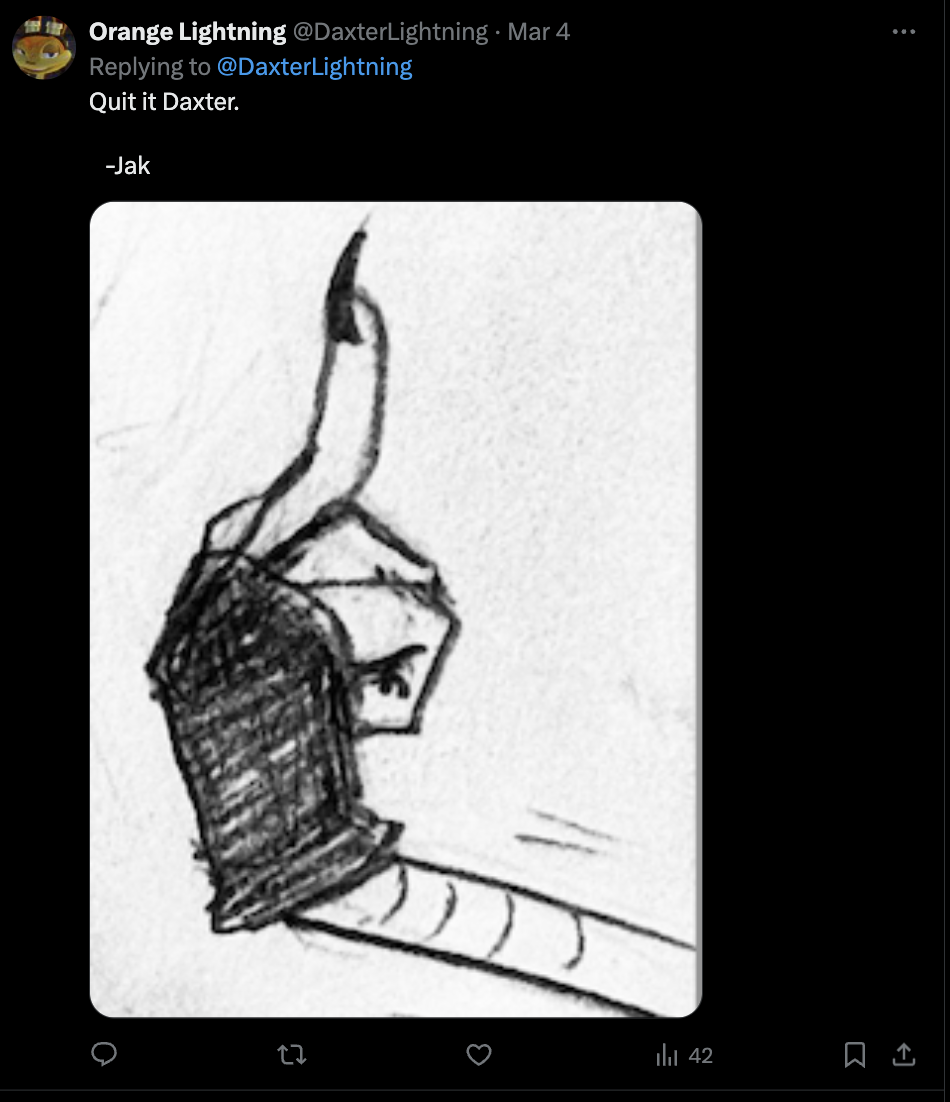 Orange Lightning @DaxterLightning · Mar 4
Replying to @DaxterLightning
Quit it Daxter.
-Jak
42